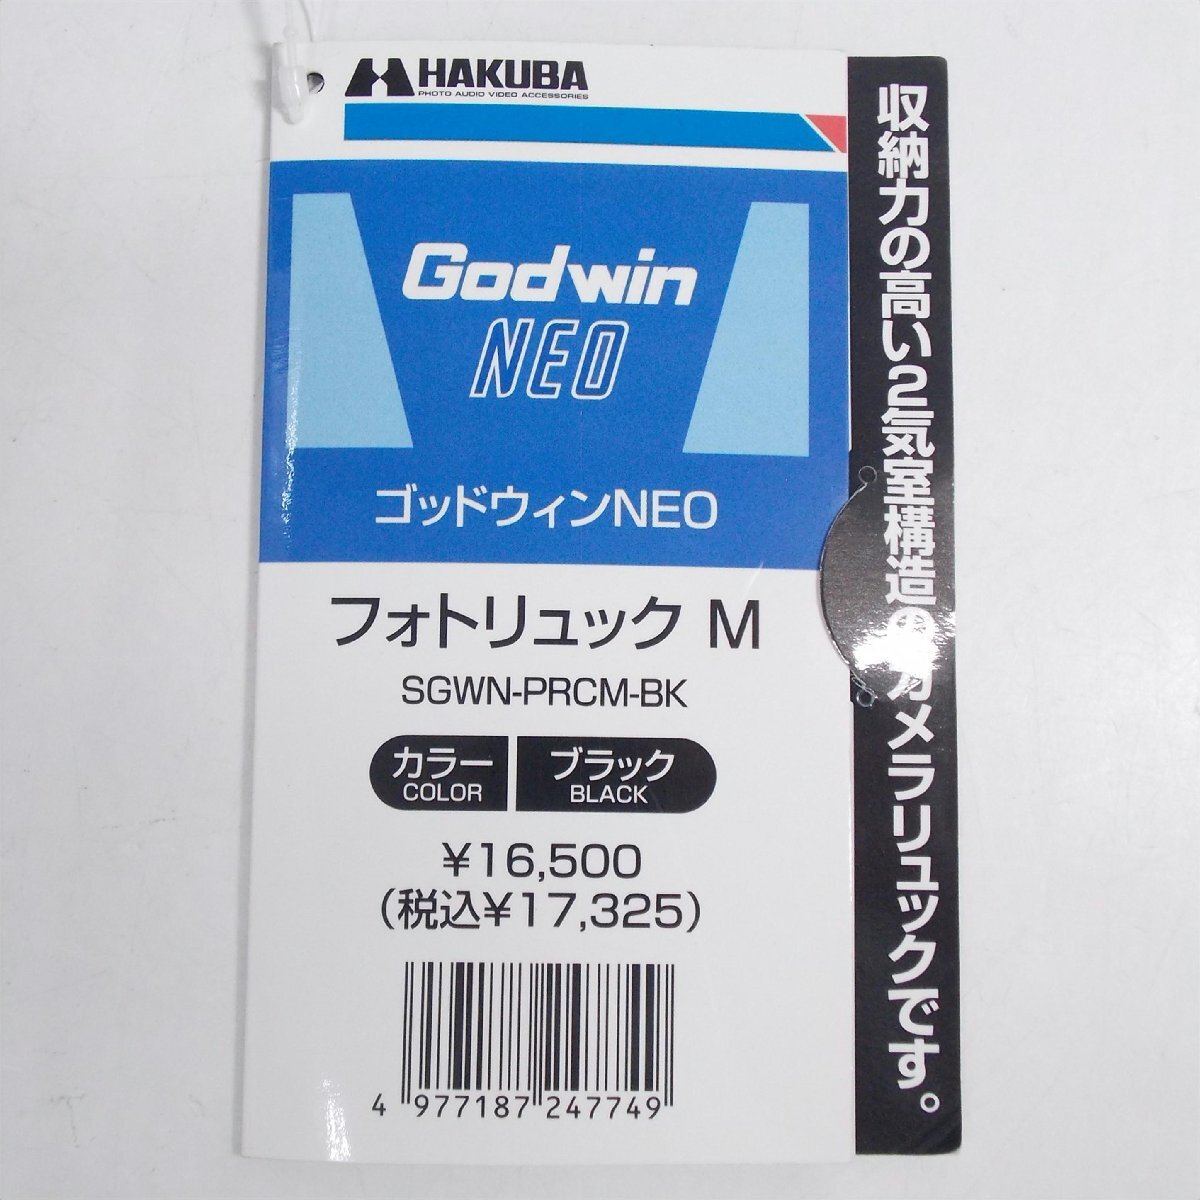 HAKUBA
PHOTO AUDIO VIDEO ACCESSORIES
Godwin
NEO
ゴッドウィンNEO
フォトリュック M
SGWN-PRCM-BK
カラー ブラック
COLOR BLACK
¥16,500
(税込¥17,325)
4 977187 247749
収納力の高い2気室構造のカメラリュックです。